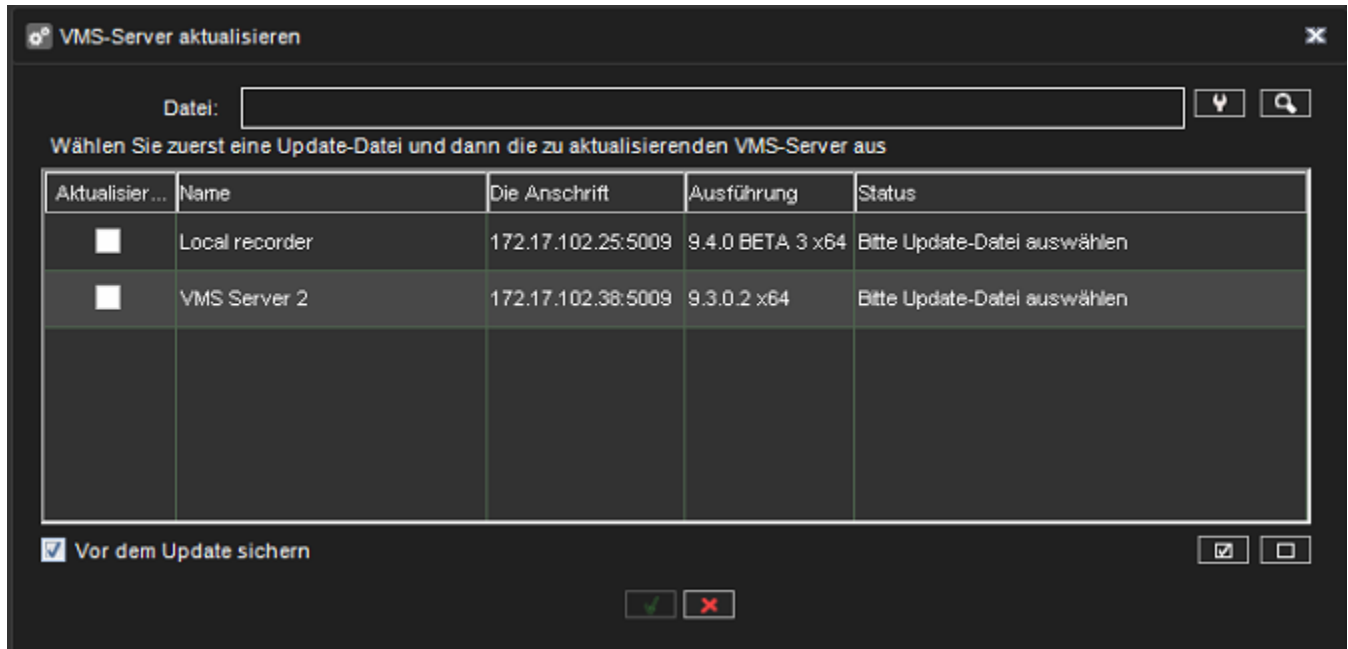 VMS-Server aktualisieren
Datei:
Wählen Sie zuerst eine Update-Datei und dann die zu aktualisierenden VMS-Server aus
Aktualisier... Name Die Anschrift Ausführung Status
Local recorder 172.17.102.25:5009 9.4.0 BETA 3 x64 Bitte Update-Datei auswählen
VMS Server 2 172.17.102.38:5009 9.3.0.2 x64 Bitte Update-Datei auswählen
Vor dem Update sichern